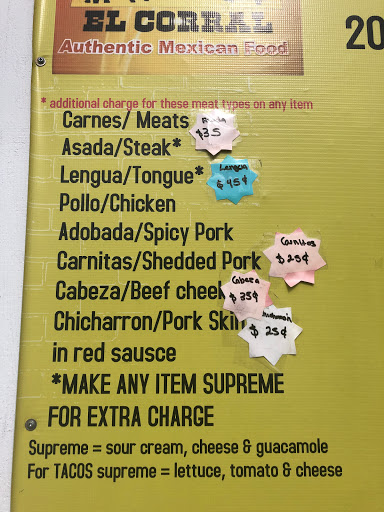 EL CORRAL
Authentic Mexican Food
20
* additional charge for these meat types on any item
Carnes/ Meats
Asada
$35
Asada/Steak*
Lengua/Tongue*
Lengua
$45¢
Pollo/Chicken
Adobada/Spicy Pork
Carnitas/Shedded Pork
Carnitas
$25¢
Cabeza/Beef cheek
Cabeza
$35¢
Chicharron/Pork Skin
$25¢
in red sausce
*MAKE ANY ITEM SUPREME
FOR EXTRA CHARGE
Supreme = sour cream, cheese & guacamole
For TACOS supreme = lettuce, tomato & cheese